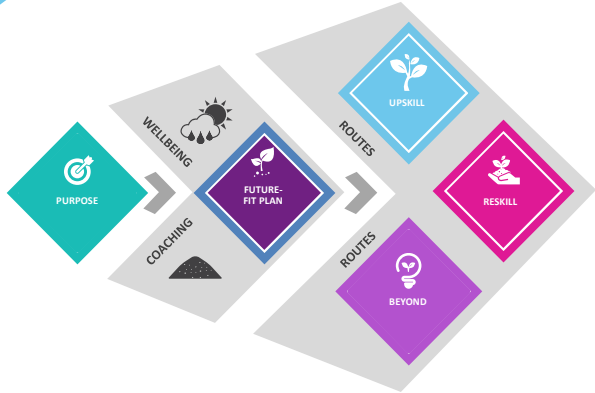 PURPOSE
WELLBEING
COACHING
FUTURE-
FIT PLAN
ROUTES
ROUTES
UPSKILL
RESKILL
BEYOND